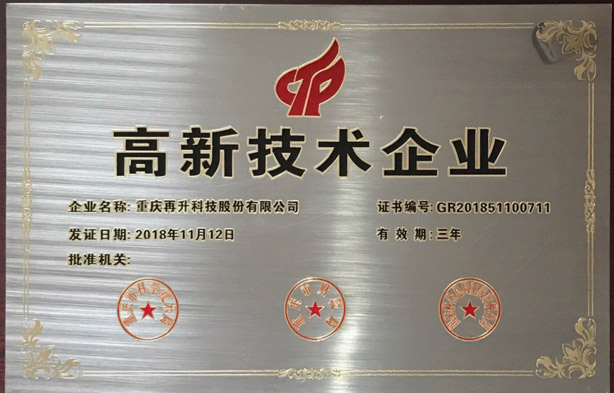 高新技术企业
企业名称: 重庆再升科技股份有限公司
证书编号: GR201851100711
发证日期: 2018年11月12日
有效期: 三年
批准机关: